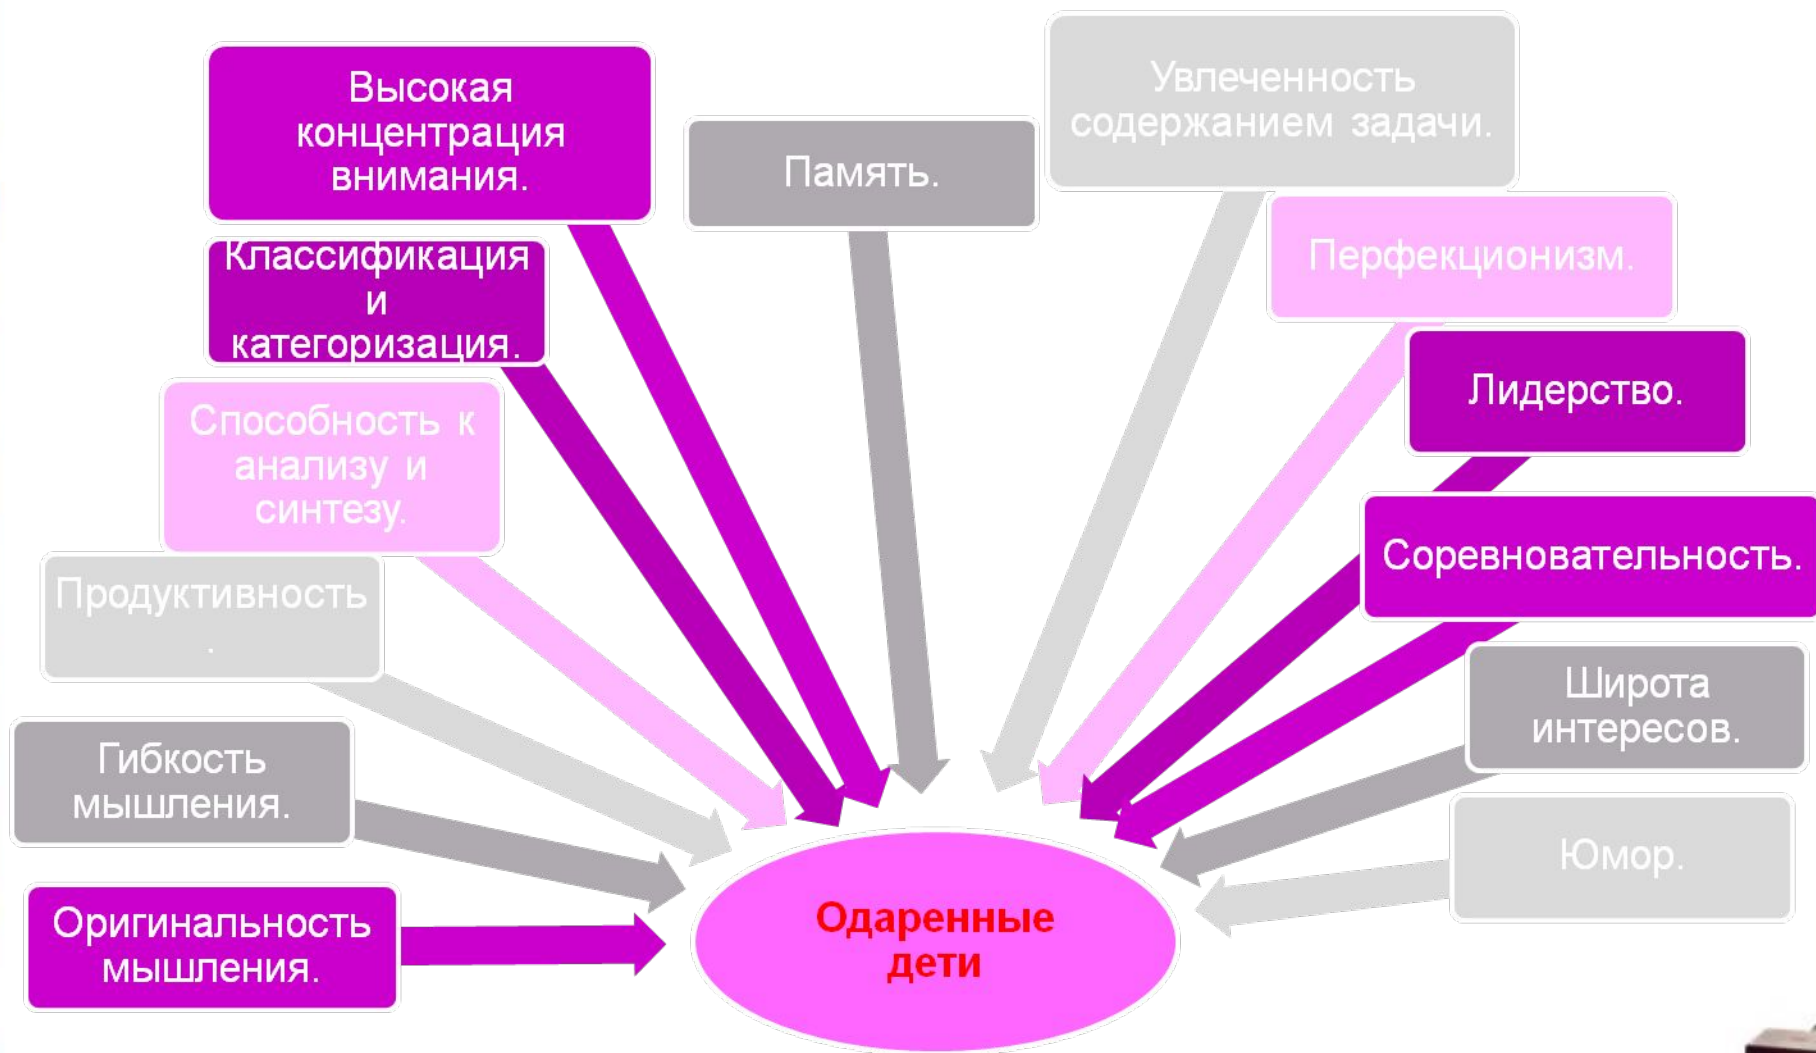 Высокая
концентрация
внимания.
Классификация
и
категоризация.
Способность к
анализу и
синтезу.
Продуктивность
.
Гибкость
мышления.
Оригинальность
мышления.
Память.
Увлеченность
содержанием задачи.
Перфекционизм.
Лидерство.
Соревновательность.
Широта
интересов.
Юмор.
Одаренные
дети